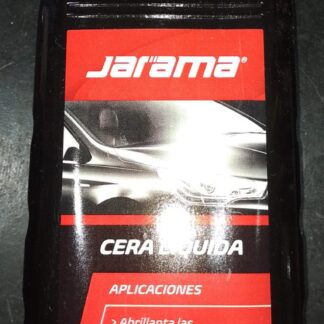 Jarama®
CERA LÍQUIDA
APLICACIONES
> Abrillanta las